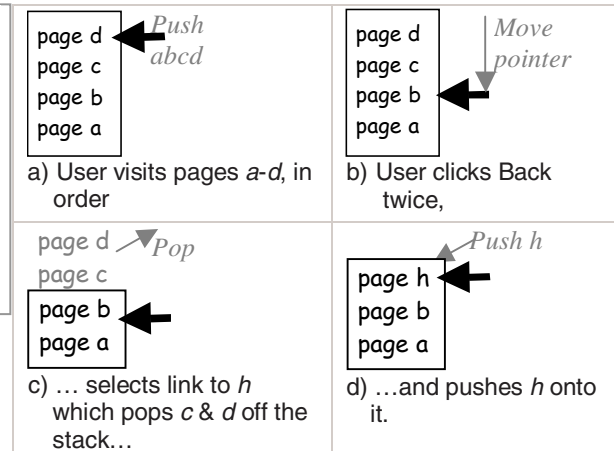 page d
page c
page b
page a
Push
abcd
a) User visits pages a-d, in
order
page d
page c
page b
page a
Move
pointer
b) User clicks Back
twice,
page d
Pop
page c
page b
page a
c) … selects link to h
which pops c & d off the
stack…
Push h
page h
page b
page a
d) …and pushes h onto
it.